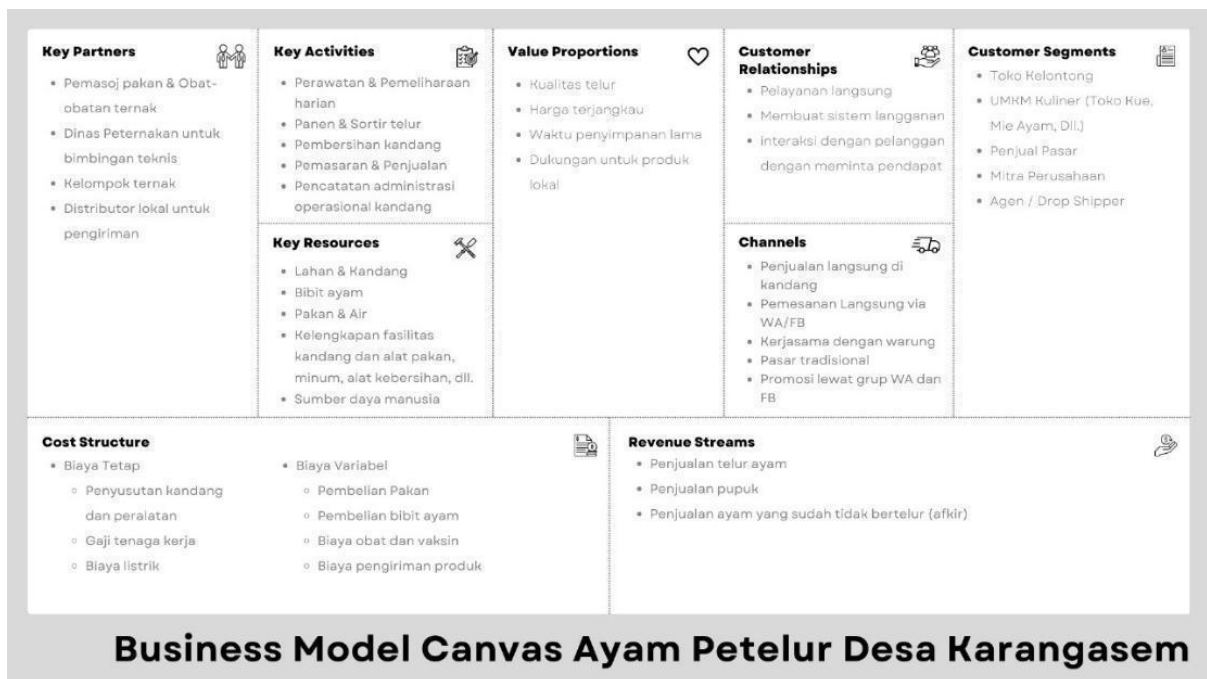 Key Partners
Pemasoj pakan & Obat-
obatan ternak
Dinas Peternakan untuk
bimbingan teknis
Kelompok ternak
Distributor lokal untuk
pengiriman
Key Activities
Perawatan & Pemeliharaan
harian
Panen & Sortir telur
Pembersihan kandang
Pemasaran & Penjualan
Pencatatan administrasi
operasional kandang
Key Resources
Lahan & Kandang
Bibit ayam
Pakan & Air
Kelengkapan fasilitas
kandang dan alat pakan,
minum, alat kebersihan, dll.
Sumber daya manusia
Value Proportions
Kualitas telur
Harga terjangkau
Waktu penyimpanan lama
Dukungan untuk produk
lokal
Customer
Relationships
Pelayanan langsung
Membuat sistem langganan
Interaksi dengan pelanggan
dengan meminta pendapat
Channels
Penjualan langsung di
kandang
Pemesanan Langsung via
WA/FB
Kerjasama dengan warung
Pasar tradisional
Promosi lewat grup WA dan
FB
Customer Segments
Toko Kelontong
UMKM Kuliner (Toko Kue,
Mie Ayam, Dll.)
Penjual Pasar
Mitra Perusahaan
Agen / Drop Shipper
Cost Structure
Biaya Tetap
Penyusutan kandang
dan peralatan
Gaji tenaga kerja
Biaya listrik
Biaya Variabel
Pembelian Pakan
Pembelian bibit ayam
Biaya obat dan vaksin
Biaya pengiriman produk
Revenue Streams
Penjualan telur ayam
Penjualan pupuk
Penjualan ayam yang sudah tidak bertelur (afkir)
Business Model Canvas Ayam Petelur Desa Karangasem